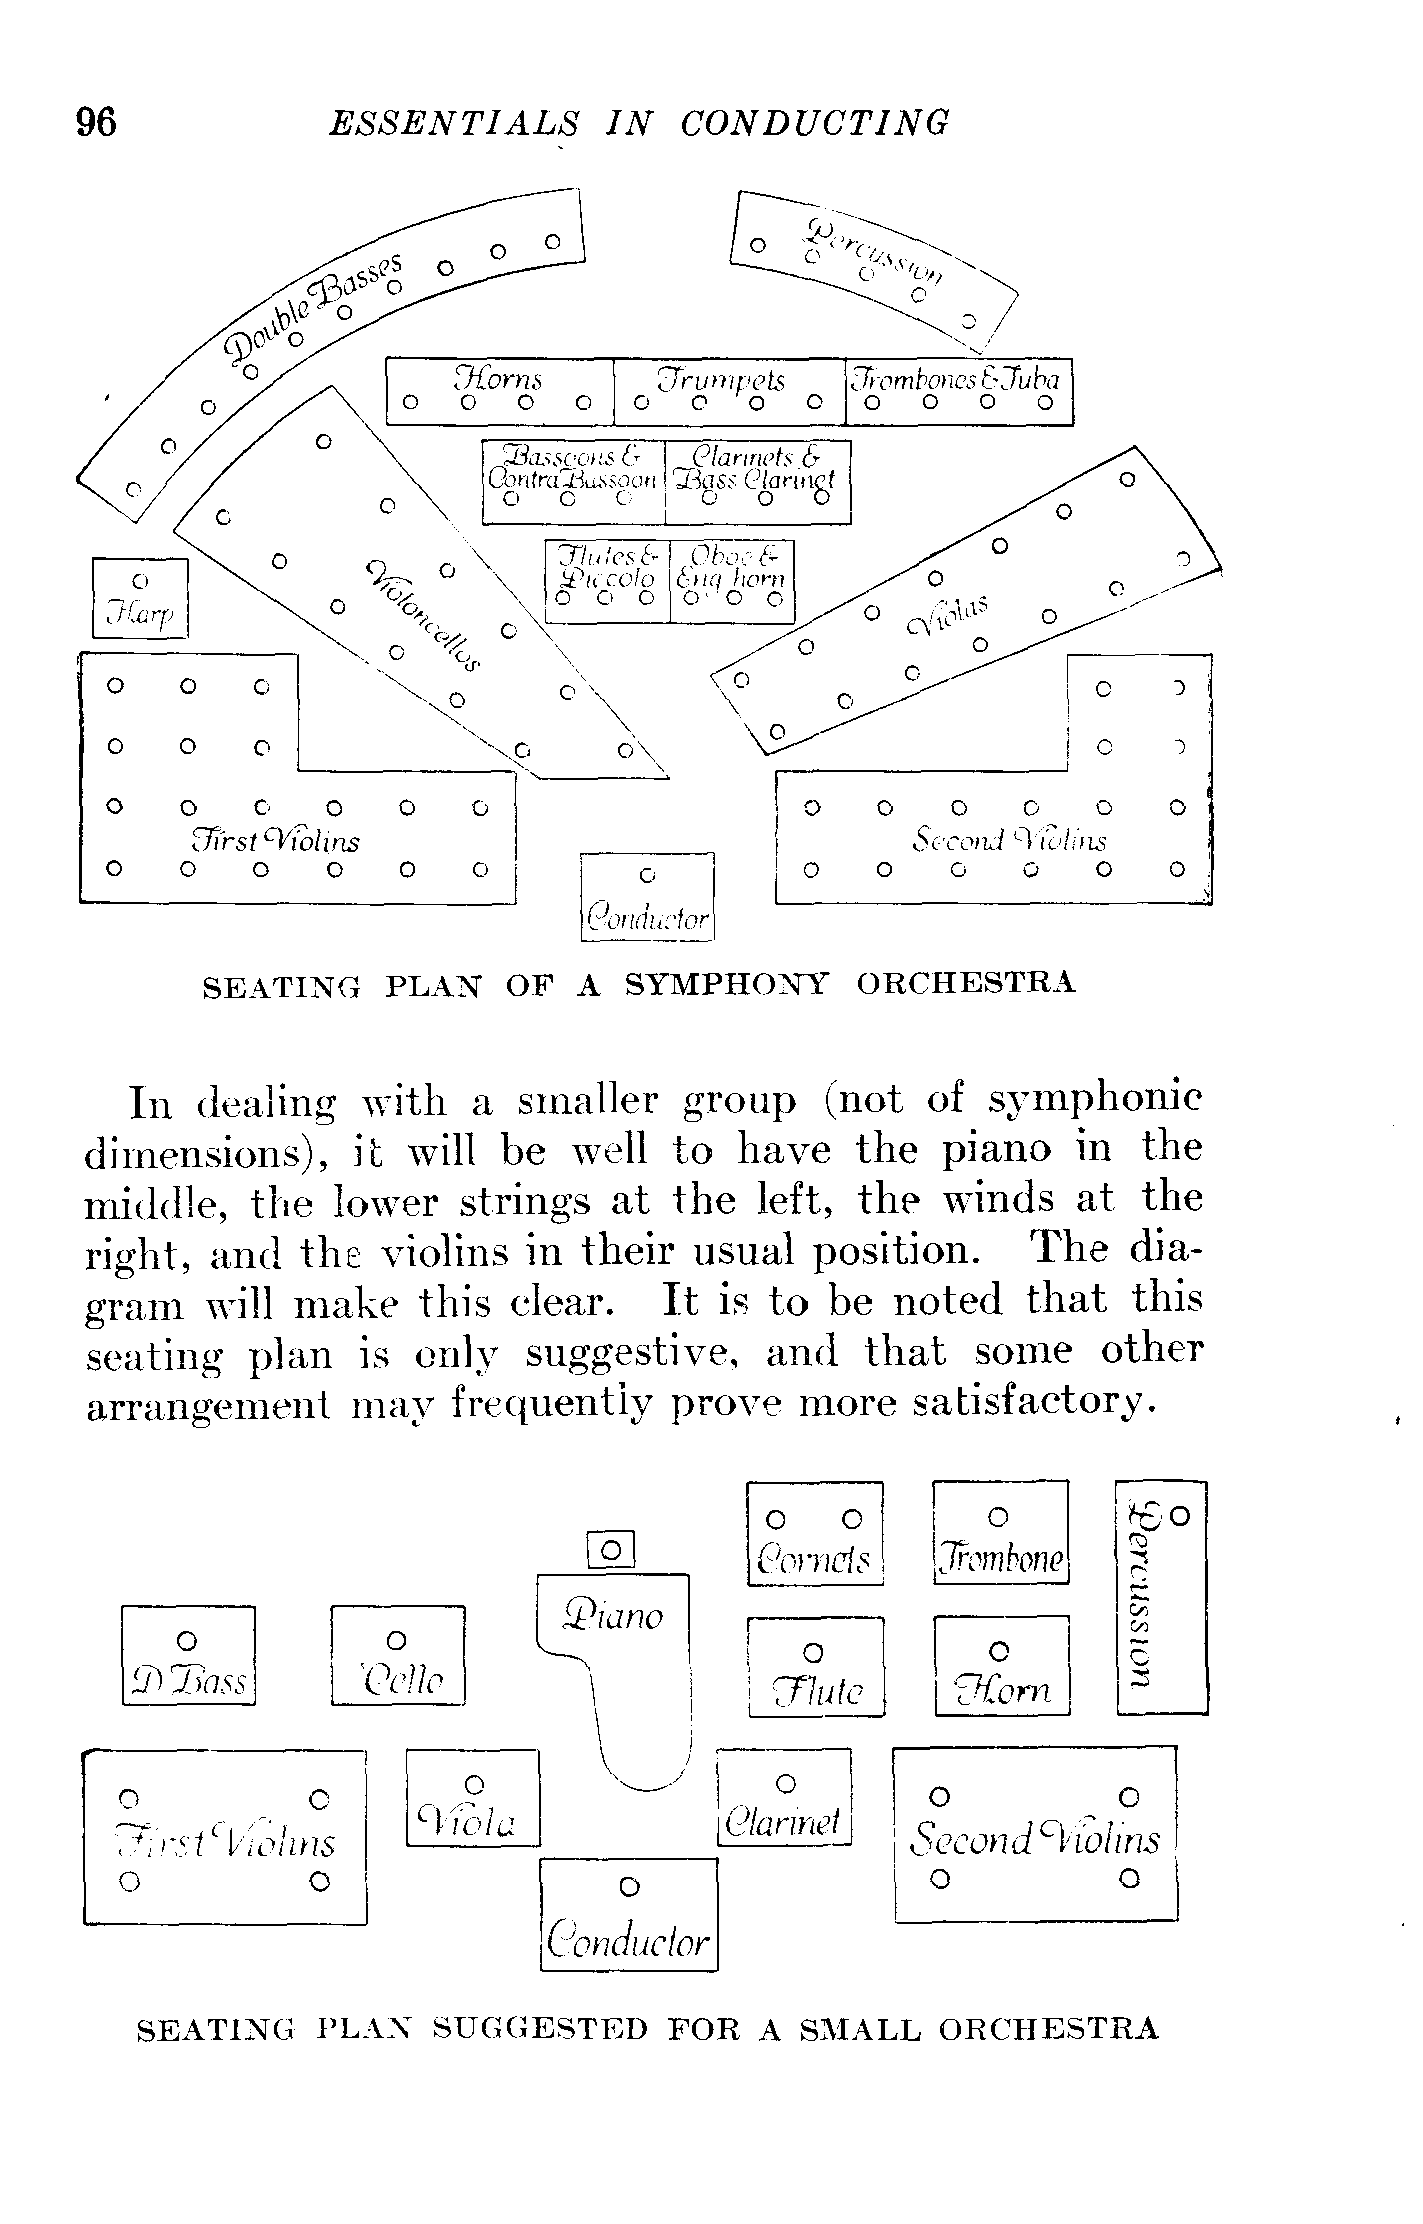 96 ESSENTIALS IN CONDUCTING
Double Basses
Percussion
Horns
Trumpets
Trombones & Tuba
Bassoons &
Contra Bassoon
Clarinets &
Bass Clarinet
Flutes &
Piccolo
Oboe &
Eng horn
Harp
Violoncellos
Violas
First Violins
Second Violins
Conductor
SEATING PLAN OF A SYMPHONY ORCHESTRA
In dealing with a smaller group (not of symphonic
dimensions), it will be well to have the piano in the
middle, the lower strings at the left, the winds at the
right, and the violins in their usual position. The dia-
gram will make this clear. It is to be noted that this
seating plan is only suggestive, and that some other
arrangement may frequently prove more satisfactory.
Cornets
Trombone
Percussion
Piano
D Bass
'Cello
Flute
Horn
First Violins
Viola
Clarinet
Second Violins
Conductor
SEATING PLAN SUGGESTED FOR A SMALL ORCHESTRA